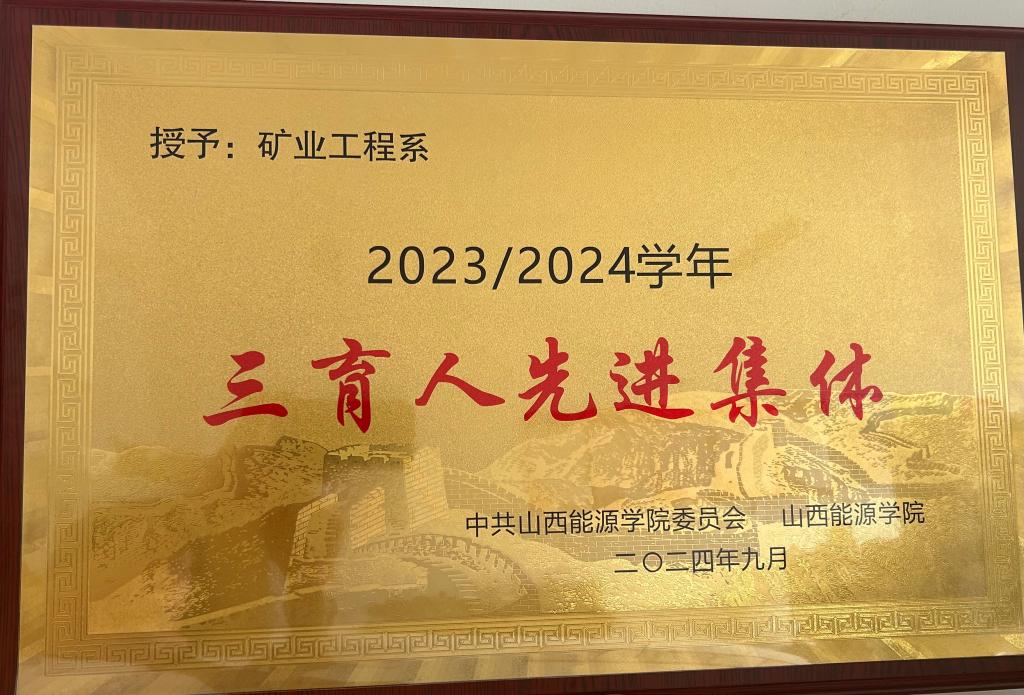 授予：矿业工程系
2023/2024学年
三育人先进集体
中共山西能源学院委员会 山西能源学院
二〇二四年九月